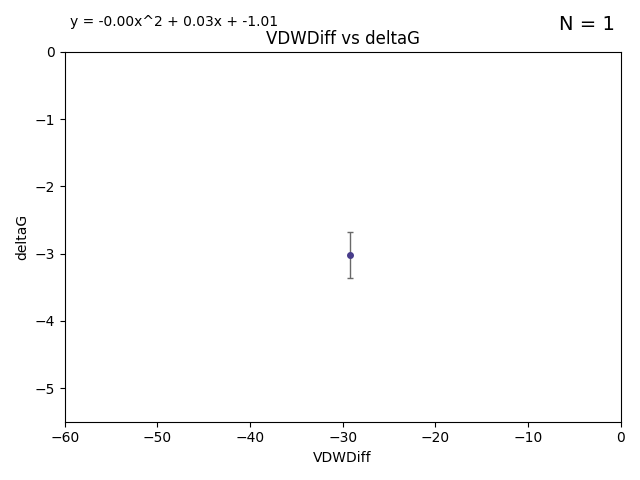 y = -0.00x^2 + 0.03x + -1.01
N = 1
VDWDiff vs deltaG
0
−1
−2
−3
−4
−5
deltaG
−60 −50 −40 −30 −20 −10 0
VDWDiff